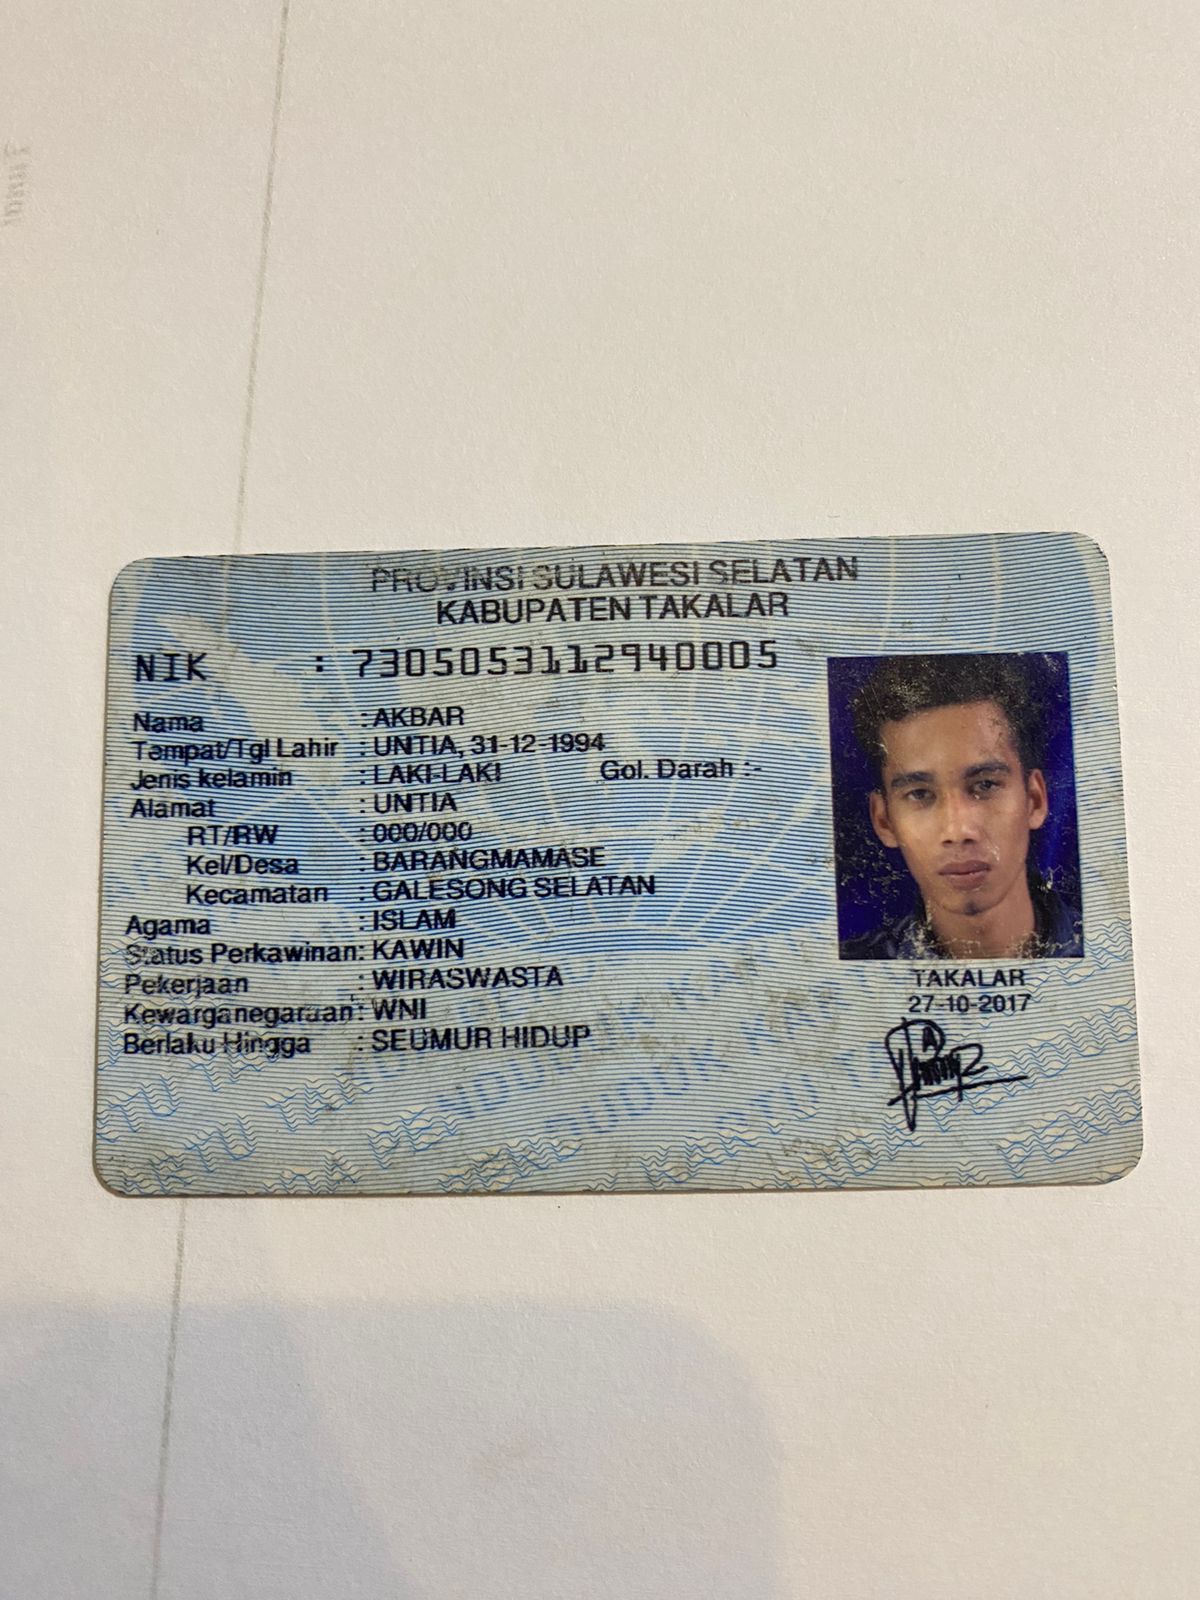 PROVINSI SULAWESI SELATAN
KABUPATEN TAKALAR
NIK : 7305053112940005
Nama : AKBAR
Tempat/Tgl Lahir : UNTIA, 31-12-1994
Jenis kelamin : LAKI-LAKI Gol. Darah :-
Alamat : UNTIA
RT/RW : 000/000
Kel/Desa : BARANGMAMASE
Kecamatan : GALESONG SELATAN
Agama : ISLAM
Status Perkawinan: KAWIN
Pekerjaan : WIRASWASTA
Kewarganegaraan: WNI
Berlaku Hingga : SEUMUR HIDUP
TAKALAR
27-10-2017